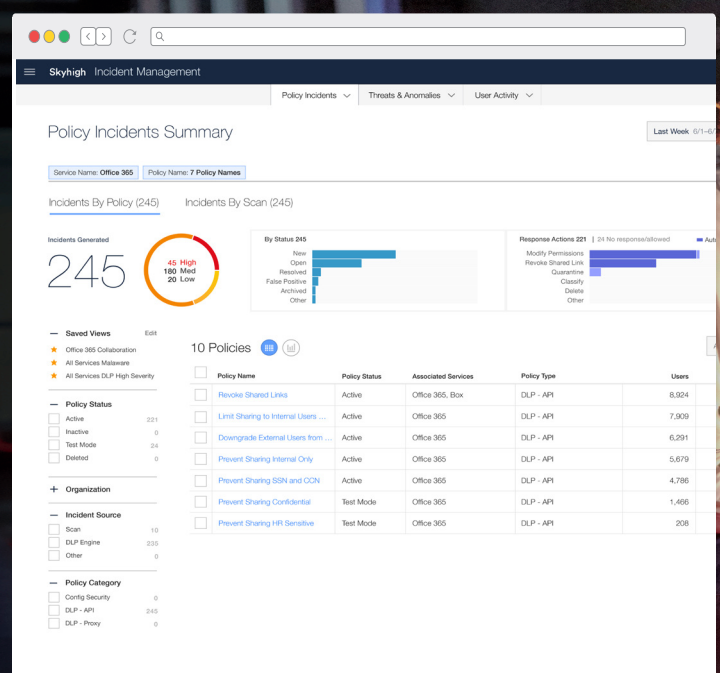 Skyhigh Incident Management
Policy Incidents
Threats & Anomalies
User Activity
Policy Incidents Summary
Last Week 6/1–6/
Service Name: Office 365
Policy Name: 7 Policy Names
Incidents By Policy (245)
Incidents By Scan (245)
Incidents Generated
245
45 High
180 Med
20 Low
By Status 245
New
Open
Resolved
False Positive
Archived
Other
Response Actions 221 | 24 No response/allowed
Modify Permissions
Revoke Shared Link
Quarantine
Classify
Delete
Other
Saved Views Edit
Office 365 Collaboration
All Services Malaware
All Services DLP High Severity
Policy Status
Active 221
Inactive 0
Test Mode 24
Deleted 0
Organization
Incident Source
Scan 10
DLP Engine 235
Other 0
Policy Category
Config Security 0
DLP - API 245
DLP - Proxy 0
10 Policies
Policy Name Policy Status Associated Services Policy Type Users
Revoke Shared Links Active Office 365, Box DLP - API 8,924
Limit Sharing to Internal Users ... Active Office 365 DLP - API 7,909
Downgrade External Users from ... Active Office 365 DLP - API 6,291
Prevent Sharing Internal Only Active Office 365 DLP - API 5,679
Prevent Sharing SSN and CCN Active Office 365 DLP - API 4,786
Prevent Sharing Confidential Test Mode Office 365 DLP - API 1,466
Prevent Sharing HR Sensitive Test Mode Office 365 DLP - API 208